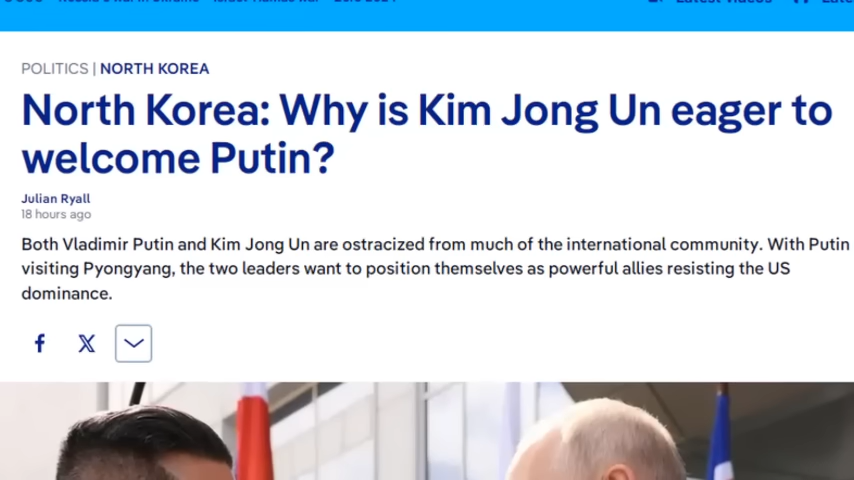 Latest videos
POLITICS | NORTH KOREA
North Korea: Why is Kim Jong Un eager to
welcome Putin?
Julian Ryall
18 hours ago
Both Vladimir Putin and Kim Jong Un are ostracized from much of the international community. With Putin
visiting Pyongyang, the two leaders want to position themselves as powerful allies resisting the US
dominance.